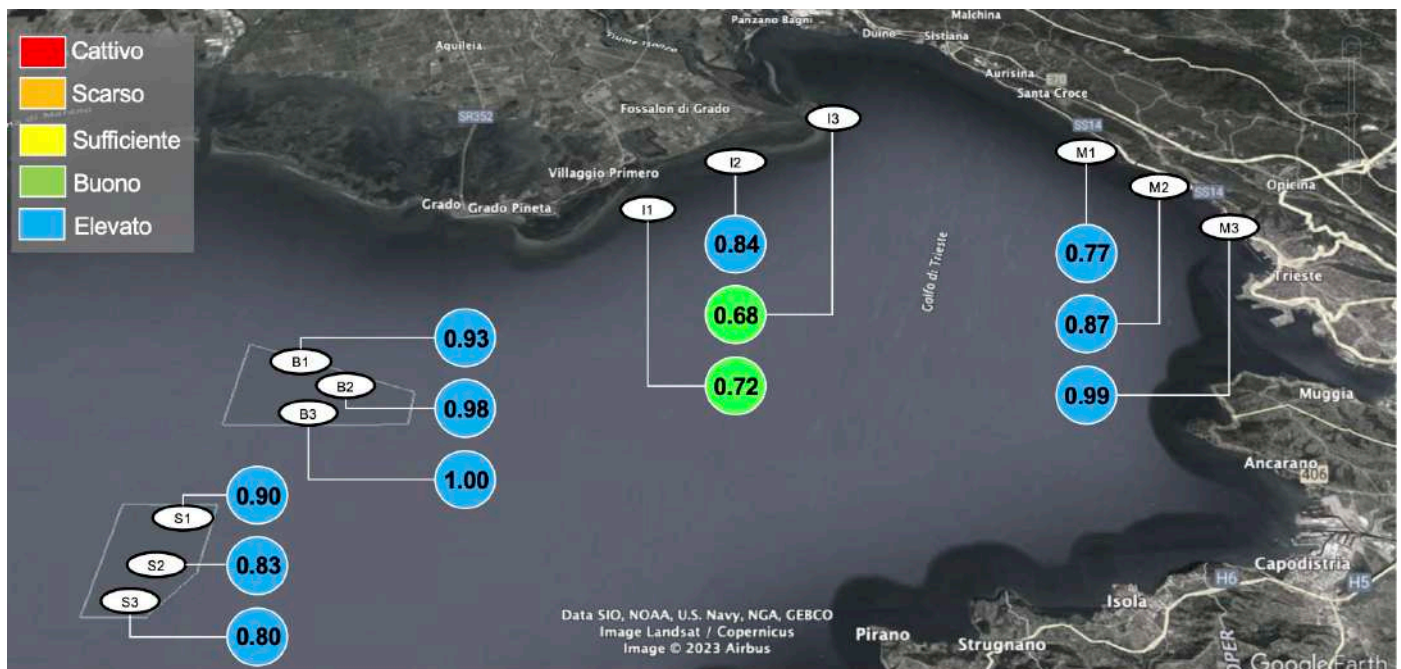 Cattivo
Scarso
Sufficiente
Buono
Elevato
Panzano Bagni
Malchina
Duino
Sistiana
Aquileia
Aurisina
E70
Santa Croce
SR352
Fossalon di Grado
I3
SS14
M1
I2
Villaggio Primero
M2
SS14
Opicina
Grado
Grado Pineta
I1
M3
0.84
0.77
Trieste
Golfo di Trieste
0.68
0.87
0.93
B1
B2
0.72
0.99
Muggia
B3
0.98
Ancarano
406
1.00
0.90
S1
S2
0.83
Capodistria
H6
H5
S3
Isola
0.80
Data SIO, NOAA, U.S. Navy, NGA, GEBCO
Image Landsat / Copernicus
Image © 2023 Airbus
Pirano
Strugnano
Google Earth